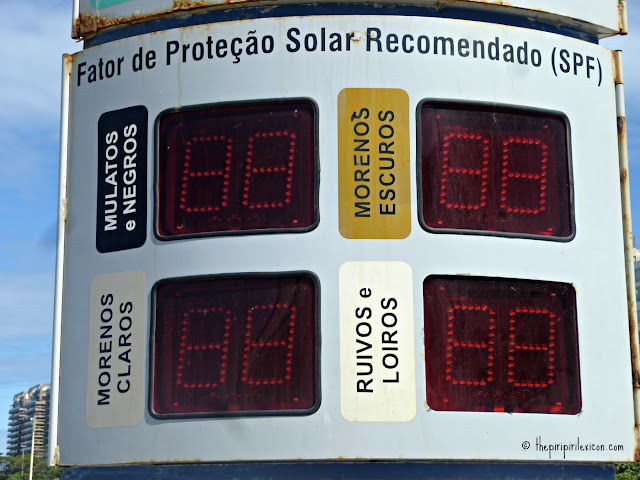 Fator de Proteção Solar Recomendado (SPF)
MULATOS
e NEGROS
MORENOS
ESCUROS
MORENOS
CLAROS
RUIVOS e
LOIROS
© thepiripirilexicon.com